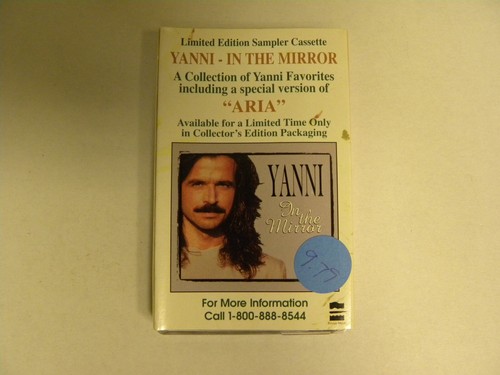 Limited Edition Sampler Cassette
YANNI - IN THE MIRROR
A Collection of Yanni Favorites
including a special version of
"ARIA"
Available for a Limited Time Only
in Collector's Edition Packaging
YANNI
In
the
Mirror
9.79
For More Information
Call 1-800-888-8544